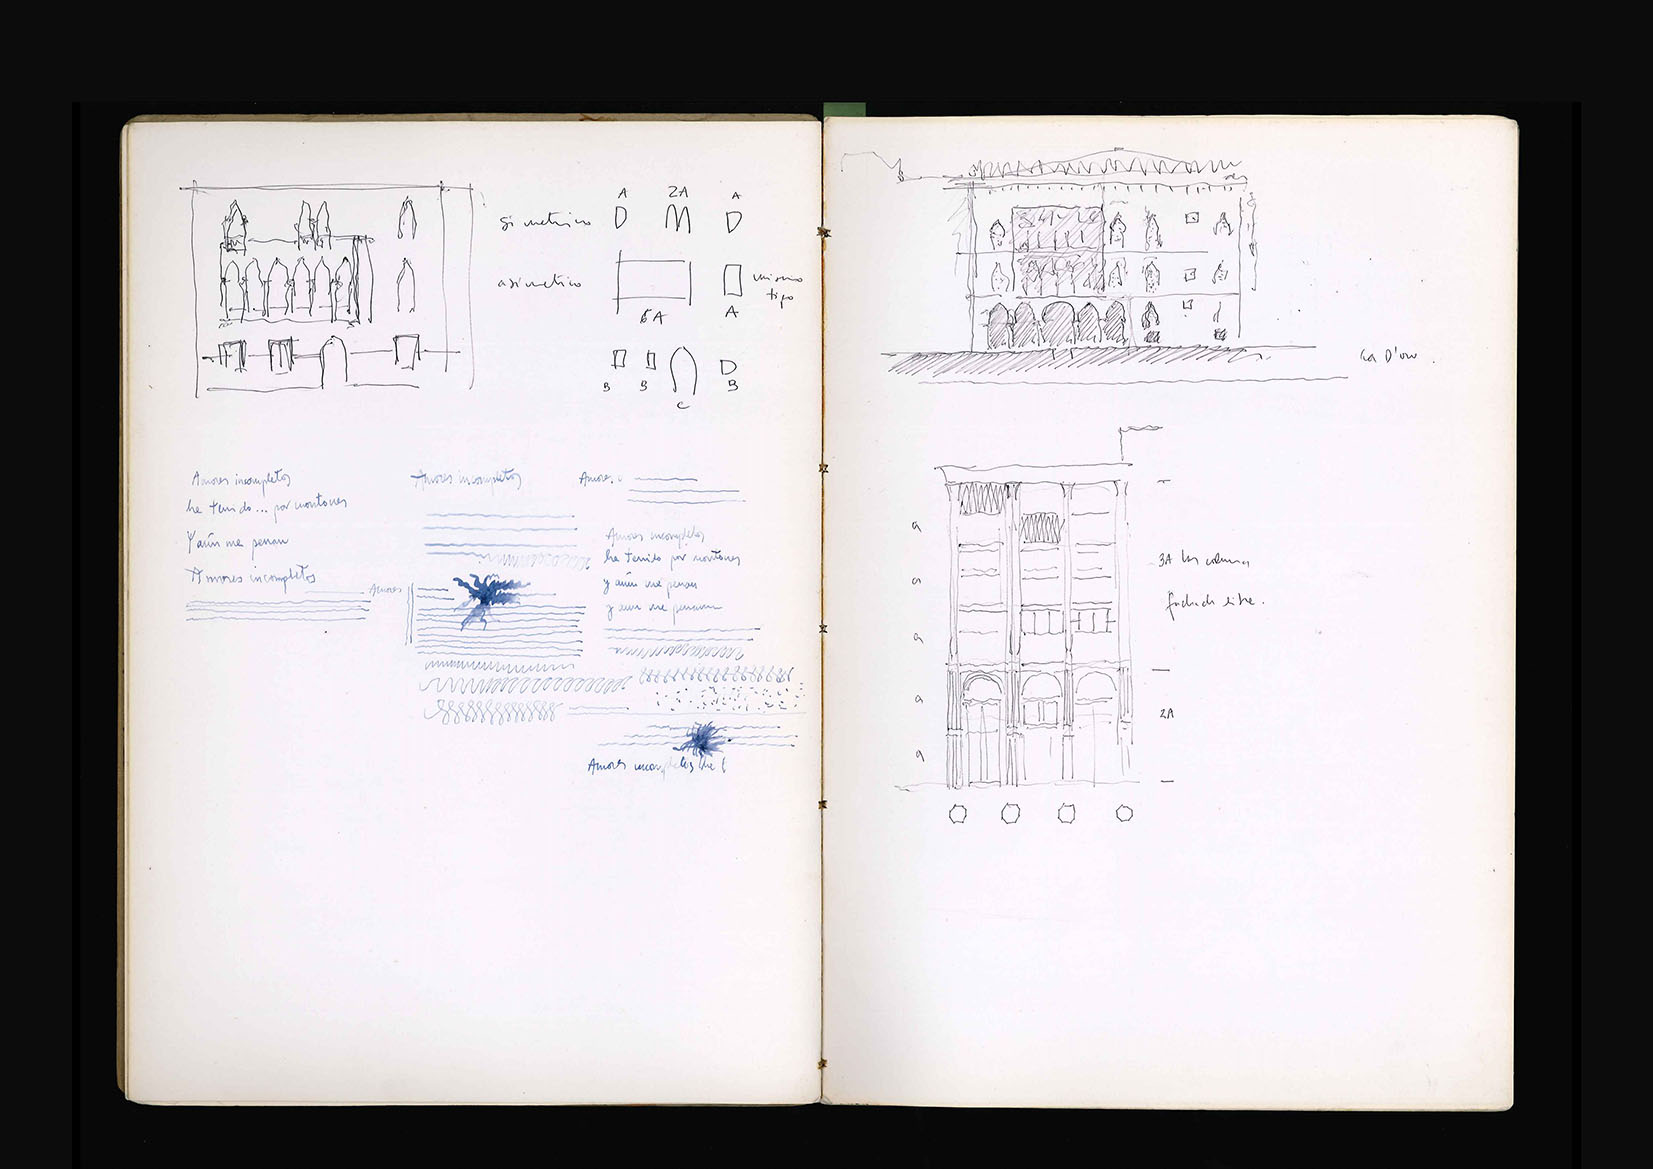 A 2A A
simetrico
asimetrico
mismo
tipo
6A A
B B C B
Amores incompletos
he tenido... por montones
Y aún me penan
Amores incompletos
Amores incompletos
Amores
Amores
Amores incompletos
he tenido por montones
y aún me penan
y aun me penaran
Amores incompletos he
Ca D'oro.
a
a
a
a
a
3A las columnas
fachada libre.
2A